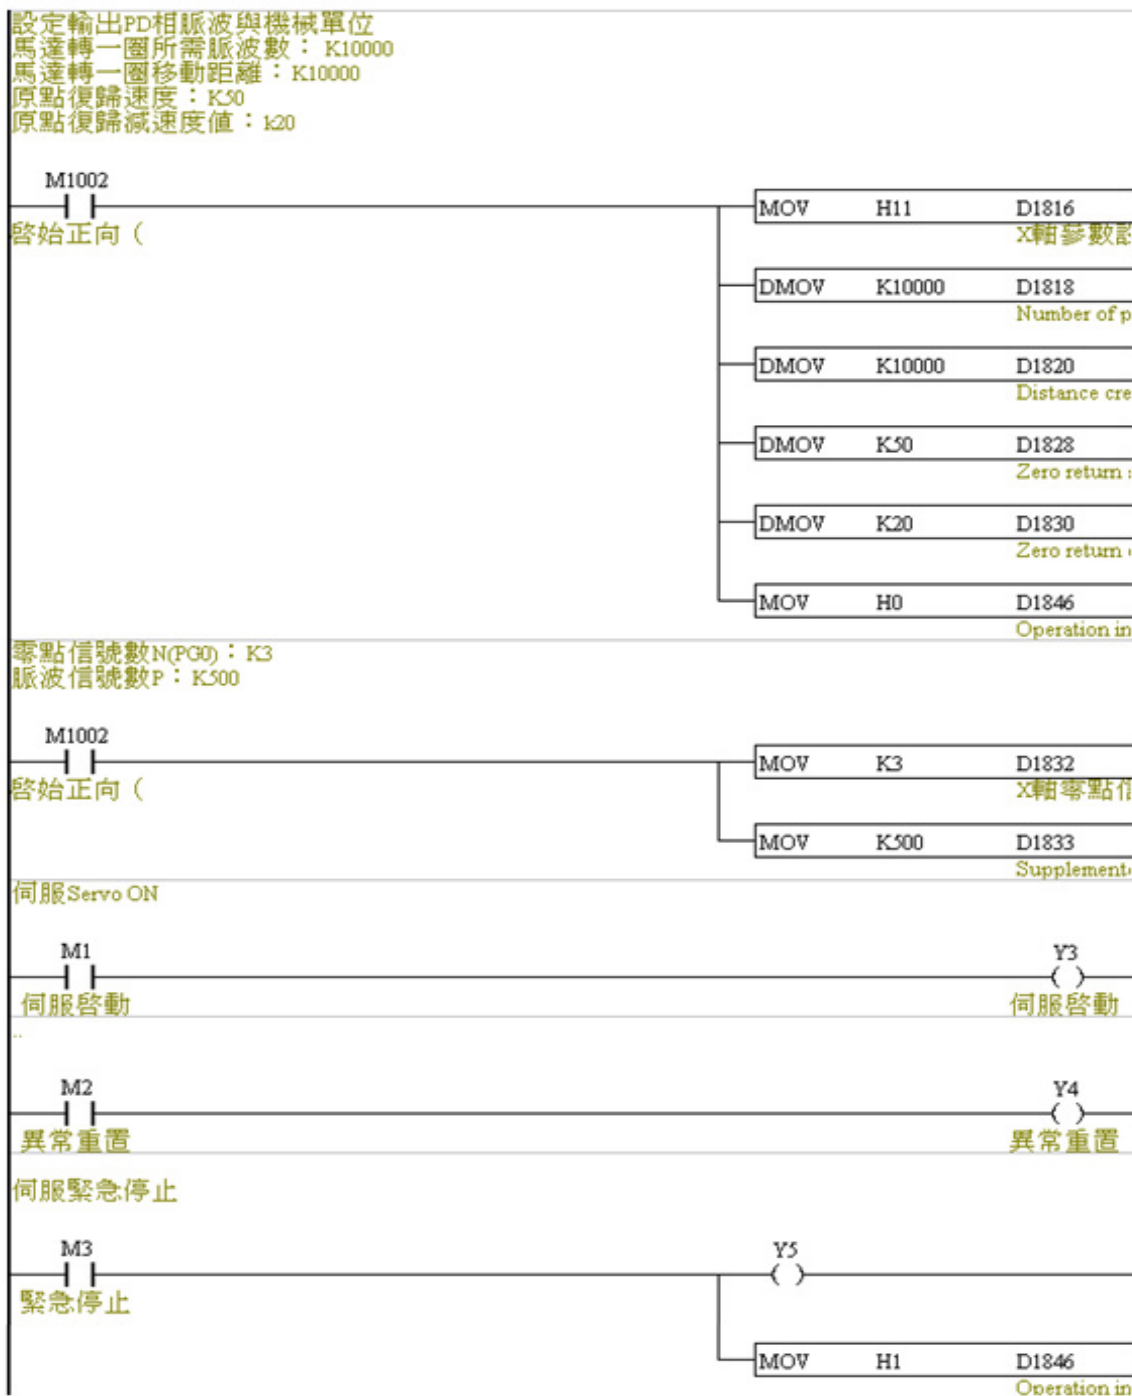 設定輸出PD相脈波與機械單位
馬達轉一圈所需脈波數：K10000
馬達轉一圈移動距離：K10000
原點復歸速度：K50
原點復歸減速度值：k20
M1002
啓始正向（
MOV H11 D1816
X軸參數設
DMOV K10000 D1818
Number of p
DMOV K10000 D1820
Distance cre
DMOV K50 D1828
Zero return
DMOV K20 D1830
Zero return
MOV H0 D1846
Operation in
零點信號數N(PG0)：K3
脈波信號數P：K500
M1002
啓始正向（
MOV K3 D1832
X軸零點信
MOV K500 D1833
Supplement
伺服Servo ON
M1 Y3
伺服啓動 伺服啓動
..
M2 Y4
異常重置 異常重置
伺服緊急停止
M3 Y5
緊急停止
MOV H1 D1846
Operation in